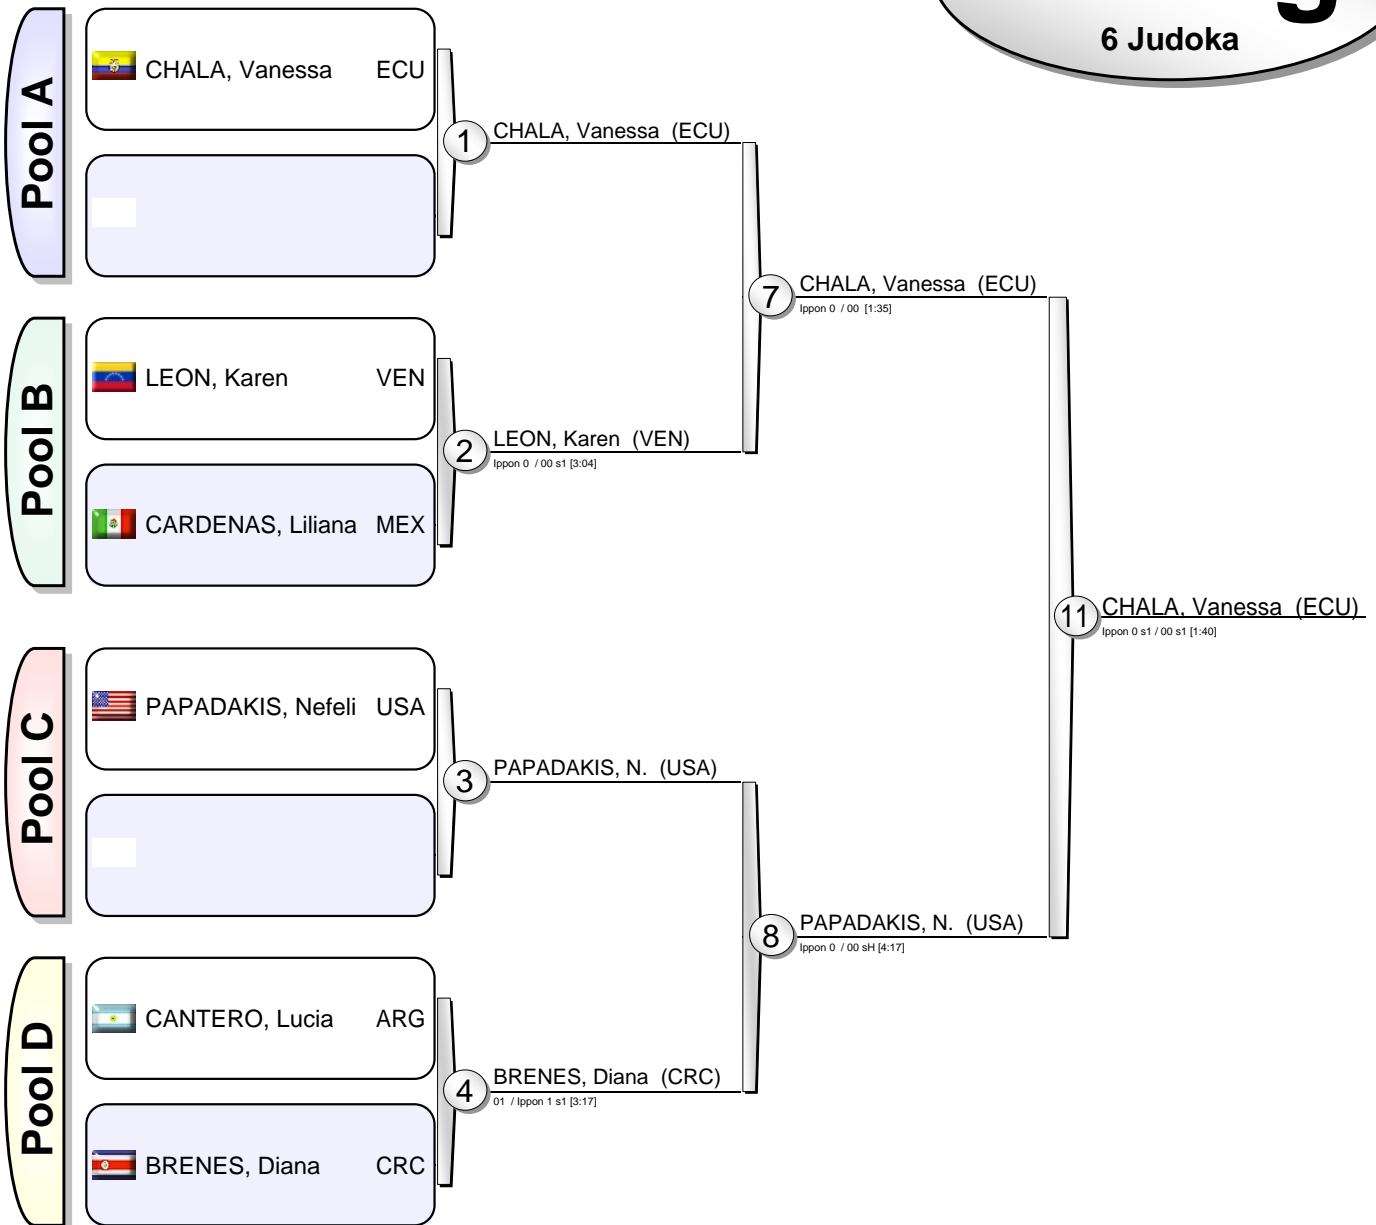 6 Judoka
Pool A
CHALA, Vanessa ECU
1 CHALA, Vanessa (ECU)
7 CHALA, Vanessa (ECU)
Ippon 0 / 00 [1:35]
Pool B
LEON, Karen VEN
2 LEON, Karen (VEN)
Ippon 0 / 00 s1 [3:04]
CARDENAS, Liliana MEX
11 CHALA, Vanessa (ECU)
Ippon 0 s1 / 00 s1 [1:40]
Pool C
PAPADAKIS, Nefeli USA
3 PAPADAKIS, N. (USA)
8 PAPADAKIS, N. (USA)
Ippon 0 / 00 sH [4:17]
Pool D
CANTERO, Lucia ARG
4 BRENES, Diana (CRC)
01 / Ippon 1 s1 [3:17]
BRENES, Diana CRC